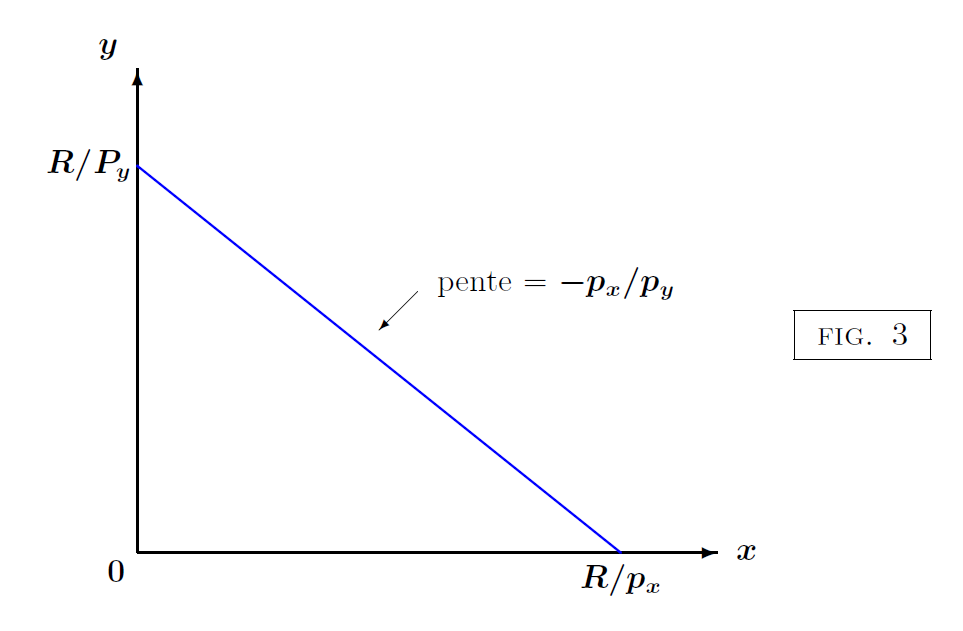 y
R/P_y
pente = −p_x/p_y
FIG. 3
x
0
R/p_x